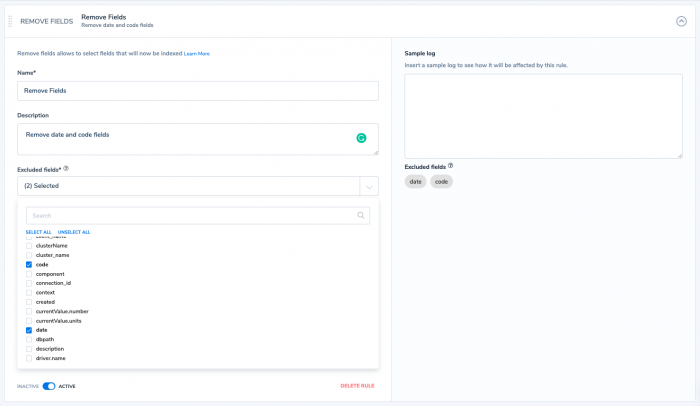 REMOVE FIELDS
Remove Fields
Remove date and code fields
Remove fields allows to select fields that will now be indexed Learn More
Name*
Remove Fields
Description
Remove date and code fields
Excluded fields*
(2) Selected
Search
SELECT ALL UNSELECT ALL
clusterName
cluster_name
code
component
connection_id
context
created
currentValue.number
currentValue.units
date
dbpath
description
driver.name
INACTIVE ACTIVE
DELETE RULE
Sample log
Insert a sample log to see how it will be affected by this rule.
Excluded fields
date code